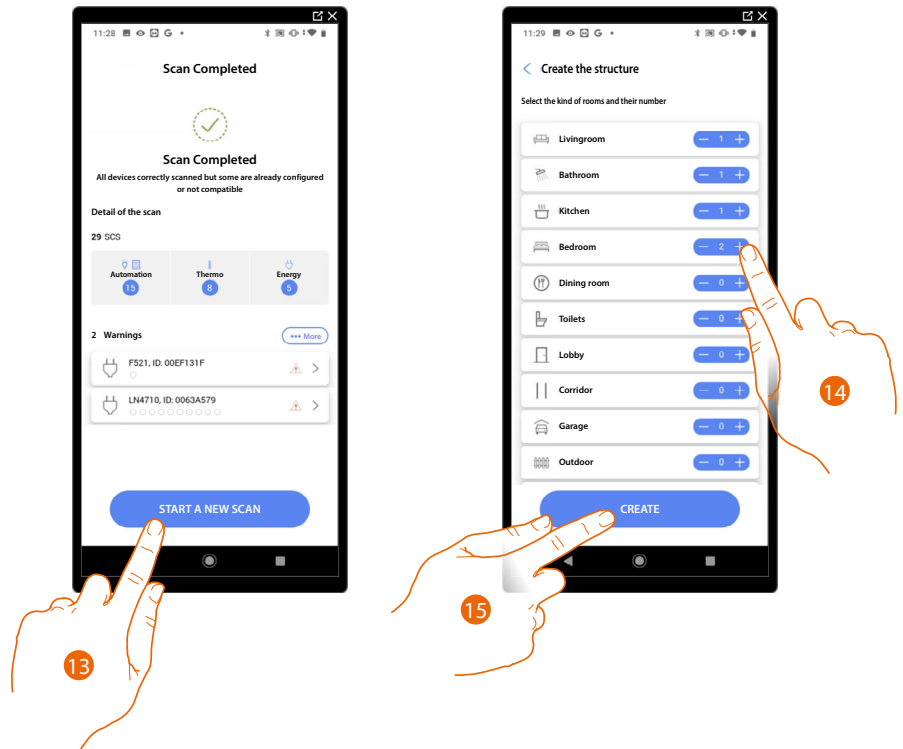 11:28
Scan Completed
Scan Completed
All devices correctly scanned but some are already configured
or not compatible
Detail of the scan
29 SCS
Automation Thermo Energy
15 8 5
2 Warnings ••• More
F521, ID: 00EF131F
LN4710, ID: 0063A579
START A NEW SCAN
13
11:29
Create the structure
Select the kind of rooms and their number
Livingroom — 1 +
Bathroom — 1 +
Kitchen — 1 +
Bedroom — 2 +
Dining room — 0 +
Toilets — 0 +
Lobby — 0 +
Corridor — 0 +
Garage — 0 +
Outdoor — 0 +
CREATE
14
15